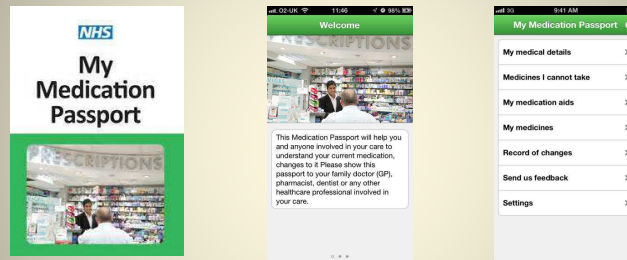 NHS
My
Medication
Passport
PRESCRIPTIONS
O2-UK 11:46 98%
Welcome
PRESCRIPTIONS
This Medication Passport will help you
and anyone involved in your care to
understand your current medication,
changes to it Please show this
passport to your family doctor (GP),
pharmacist, dentist or any other
healthcare professional involved in
your care.
3G 9:41 AM
My Medication Passport
My medical details
Medicines I cannot take
My medication aids
My medicines
Record of changes
Send us feedback
Settings